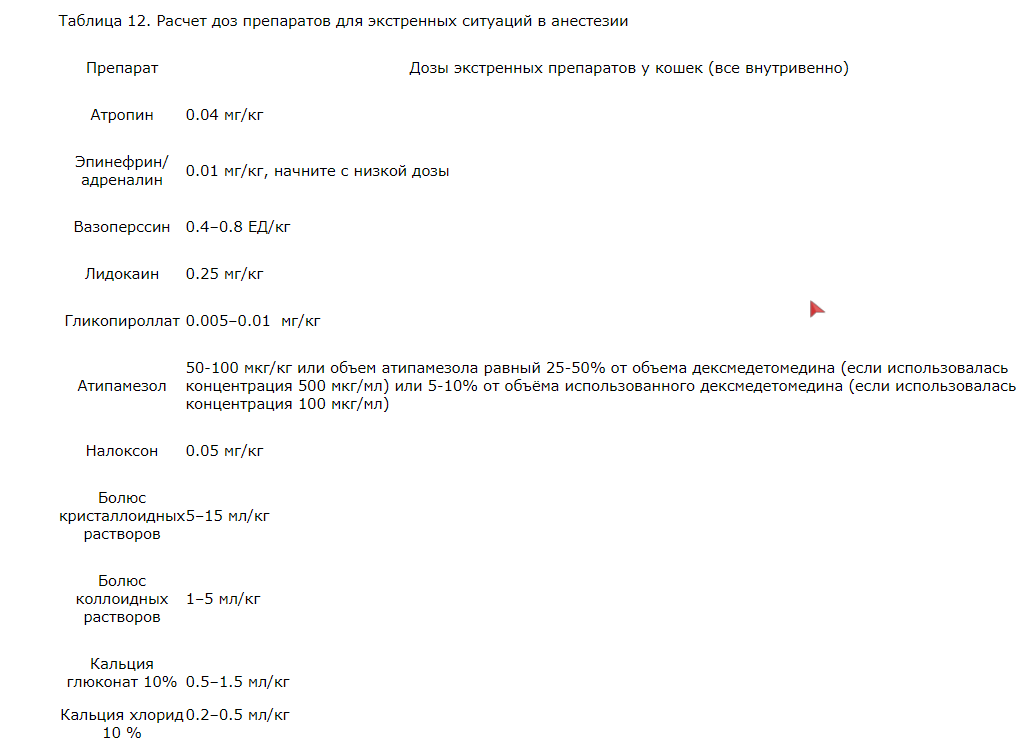 Таблица 12. Расчет доз препаратов для экстренных ситуаций в анестезии
Препарат Дозы экстренных препаратов у кошек (все внутривенно)
Атропин 0.04 мг/кг
Эпинефрин/
адреналин 0.01 мг/кг, начните с низкой дозы
Вазоперссин 0.4–0.8 ЕД/кг
Лидокаин 0.25 мг/кг
Гликопироллат 0.005–0.01 мг/кг
Атипамезол
50-100 мкг/кг или объем атипамезола равный 25-50% от объема дексмедетомедина (если использовалась
концентрация 500 мкг/мл) или 5-10% от объёма использованного дексмедетомедина (если использовалась
концентрация 100 мкг/мл)
Налоксон 0.05 мг/кг
Болюс
кристаллоидных 5–15 мл/кг
растворов
Болюс
коллоидных 1–5 мл/кг
растворов
Кальция
глюконат 10% 0.5–1.5 мл/кг
Кальция хлорид 0.2–0.5 мл/кг
10 %